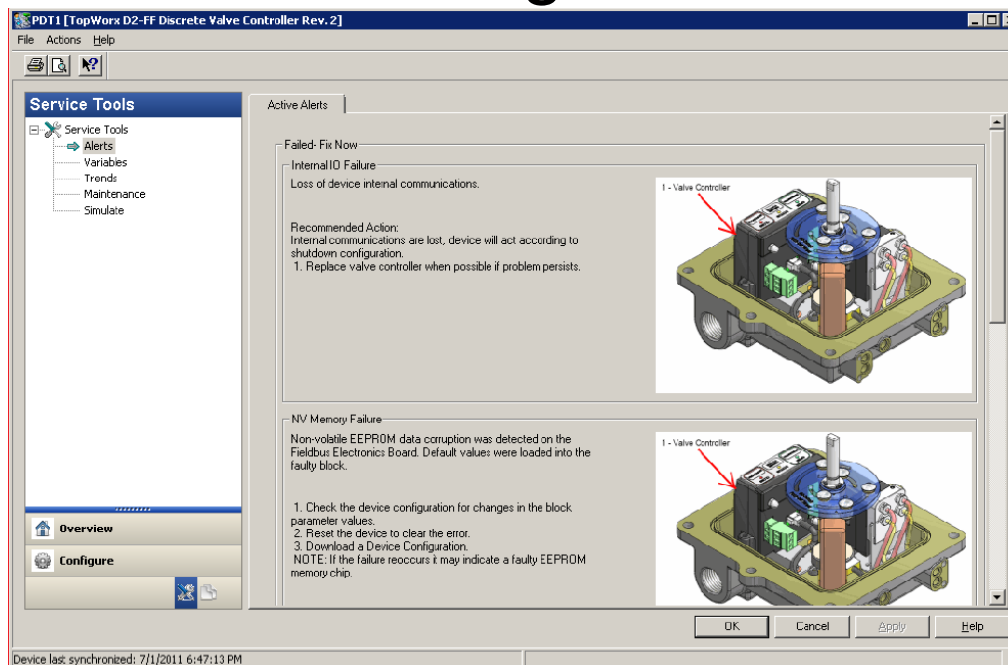 PDT1 [TopWorx D2-FF Discrete Valve Controller Rev. 2]
File Actions Help
Service Tools
Service Tools
Alerts
Variables
Trends
Maintenance
Simulate
Overview
Configure
Active Alerts
Failed- Fix Now
Internal IO Failure
Loss of device internal communications.
Recommended Action:
Internal communications are lost, device will act according to
shutdown configuration.
1. Replace valve controller when possible if problem persists.
1 - Valve Controller
NV Memory Failure
Non-volatile EEPROM data corruption was detected on the
Fieldbus Electronics Board. Default values were loaded into the
faulty block.
1. Check the device configuration for changes in the block
parameter values.
2. Reset the device to clear the error.
3. Download a Device Configuration.
NOTE: If the failure reoccurs it may indicate a faulty EEPROM
memory chip.
1 - Valve Controller
OK Cancel Apply Help
Device last synchronized: 7/1/2011 6:47:13 PM